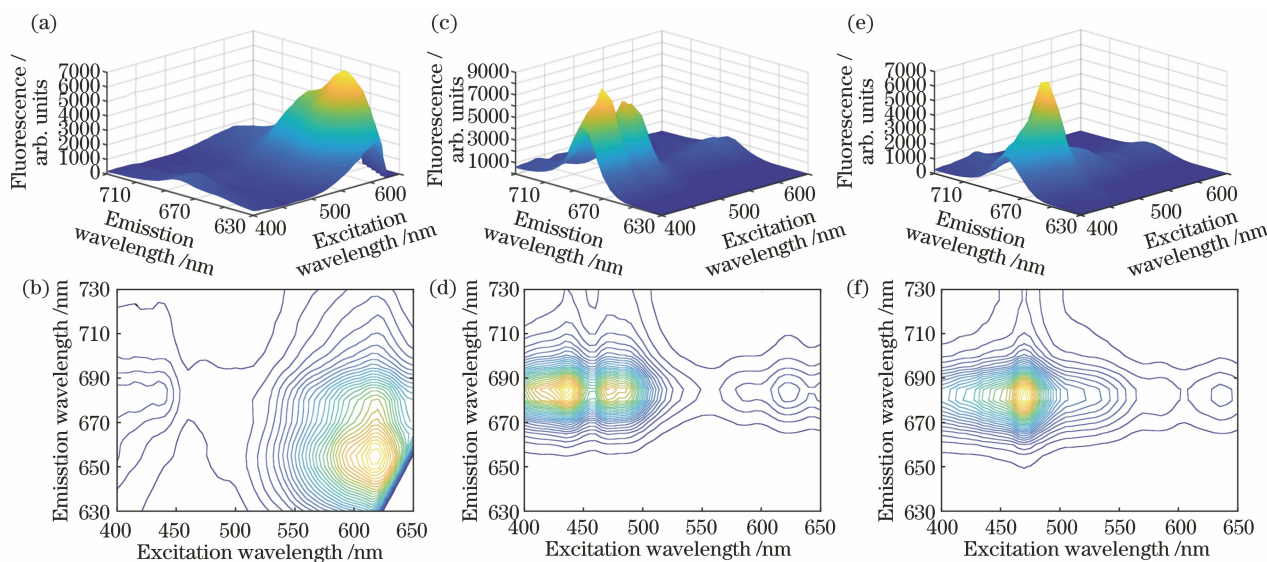 (a)
Fluorescence /
arb. units
7000
6000
5000
4000
3000
2000
1000
0
710
670
630
400
500
600
Emisstion
wavelength /nm
Excitation
wavelength /nm
(c)
Fluorescence /
arb. units
9000
7000
5000
3000
1000
710
670
630
400
500
600
Emisstion
wavelength /nm
Excitation
wavelength /nm
(e)
Fluorescence /
arb. units
7000
6000
5000
4000
3000
2000
1000
0
710
670
630
400
500
600
Emisstion
wavelength /nm
Excitation
wavelength /nm
(b)
Emisstion wavelength /nm
730
710
690
670
650
630
400 450 500 550 600 650
Excitation wavelength /nm
(d)
Emisstion wavelength /nm
730
710
690
670
650
630
400 450 500 550 600 650
Excitation wavelength /nm
(f)
Emisstion wavelength /nm
730
710
690
670
650
630
400 450 500 550 600 650
Excitation wavelength /nm